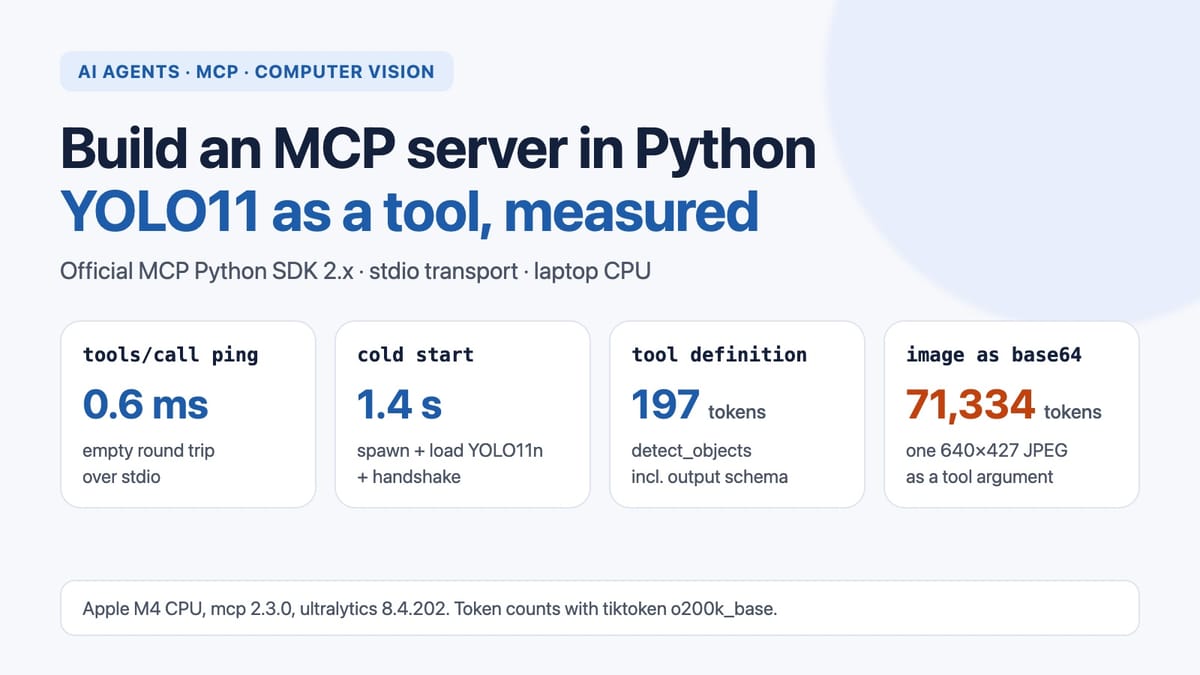 AI AGENTS · MCP · COMPUTER VISION
Build an MCP server in Python
YOLO11 as a tool, measured
Official MCP Python SDK 2.x · stdio transport · laptop CPU
tools/call ping
0.6 ms
empty round trip
over stdio
cold start
1.4 s
spawn + load YOLO11n
+ handshake
tool definition
197 tokens
detect_objects
incl. output schema
image as base64
71,334 tokens
one 640×427 JPEG
as a tool argument
Apple M4 CPU, mcp 2.3.0, ultralytics 8.4.202. Token counts with tiktoken o200k_base.